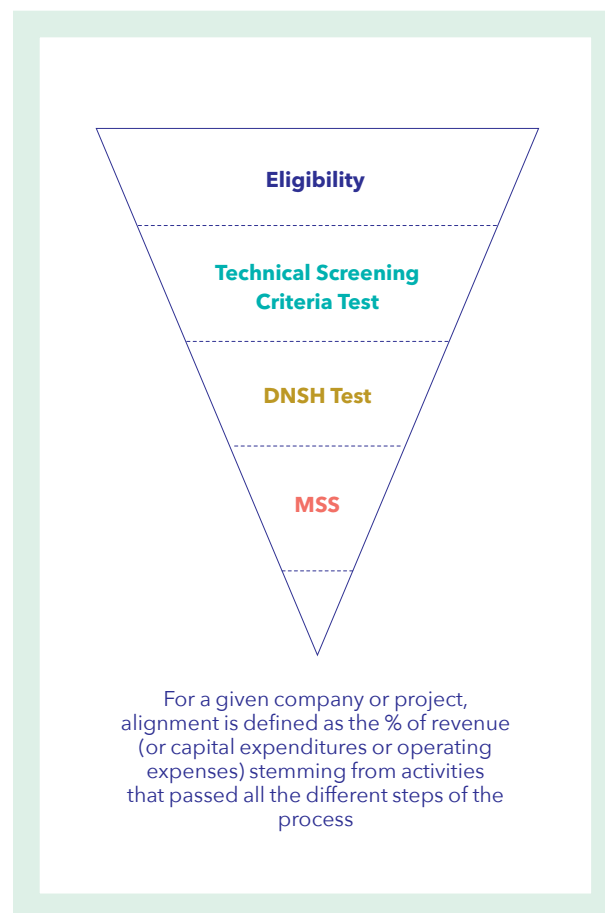 Eligibility
Technical Screening
Criteria Test
DNSH Test
MSS
For a given company or project,
alignment is defined as the % of revenue
(or capital expenditures or operating
expenses) stemming from activities
that passed all the different steps of the
process